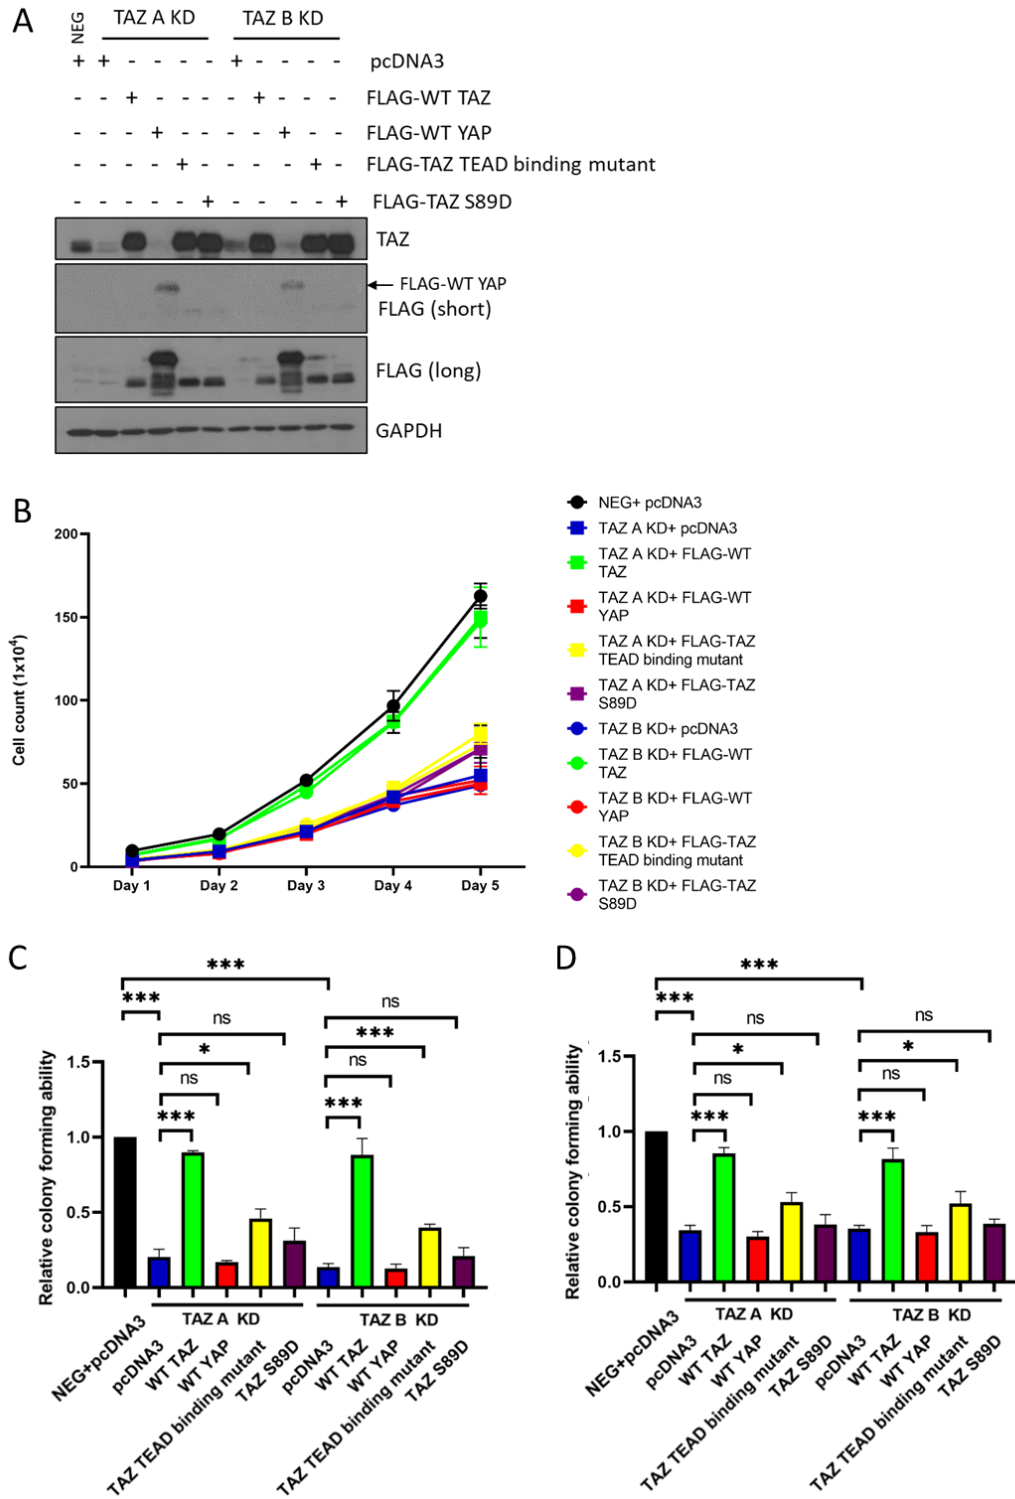 A
NEG
TAZ A KD
TAZ B KD
+ + - - - - + - - - - pcDNA3
- - + - - - - + - - - FLAG-WT TAZ
- - - + - - - - + - - FLAG-WT YAP
- - - - + - - - - + - FLAG-TAZ TEAD binding mutant
- - - - - + - - - - + FLAG-TAZ S89D
TAZ
FLAG-WT YAP
FLAG (short)
FLAG (long)
GAPDH
B
Cell count (1x10⁴)
200
150
100
50
0
Day 1 Day 2 Day 3 Day 4 Day 5
NEG+ pcDNA3
TAZ A KD+ pcDNA3
TAZ A KD+ FLAG-WT
TAZ
TAZ A KD+ FLAG-WT
YAP
TAZ A KD+ FLAG-TAZ
TEAD binding mutant
TAZ A KD+ FLAG-TAZ
S89D
TAZ B KD+ pcDNA3
TAZ B KD+ FLAG-WT
TAZ
TAZ B KD+ FLAG-WT
YAP
TAZ B KD+ FLAG-TAZ
TEAD binding mutant
TAZ B KD+ FLAG-TAZ
S89D
C
Relative colony forming ability
1.5
1.0
0.5
0.0
***
***
ns
*
ns
***
ns
***
ns
***
TAZ A KD
TAZ B KD
NEG+pcDNA3
pcDNA3
WT TAZ
WT YAP
TAZ TEAD binding mutant
TAZ S89D
pcDNA3
WT TAZ
WT YAP
TAZ TEAD binding mutant
TAZ S89D
D
Relative colony forming ability
1.5
1.0
0.5
0.0
***
***
ns
*
ns
***
ns
*
ns
***
TAZ A KD
TAZ B KD
NEG+pcDNA3
pcDNA3
WT TAZ
WT YAP
TAZ TEAD binding mutant
TAZ S89D
pcDNA3
WT TAZ
WT YAP
TAZ TEAD binding mutant
TAZ S89D